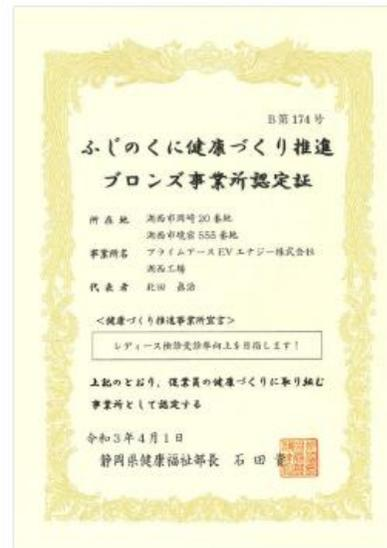 B第174号
ふじのくに健康づくり推進
ブロンズ事業所認定証
所在地 湖西市岡崎20番地
湖西市境宿555番地
事業所名 プライムアースEVエナジー株式会社
湖西工場
代表者 北田 真治
<健康づくり推進事業所宣言>
レディース検診受診率向上を目指します!
上記のとおり、従業員の健康づくりに取り組む
事業所として認定する
令和3年4月1日
静岡県健康福祉部長 石田 貴